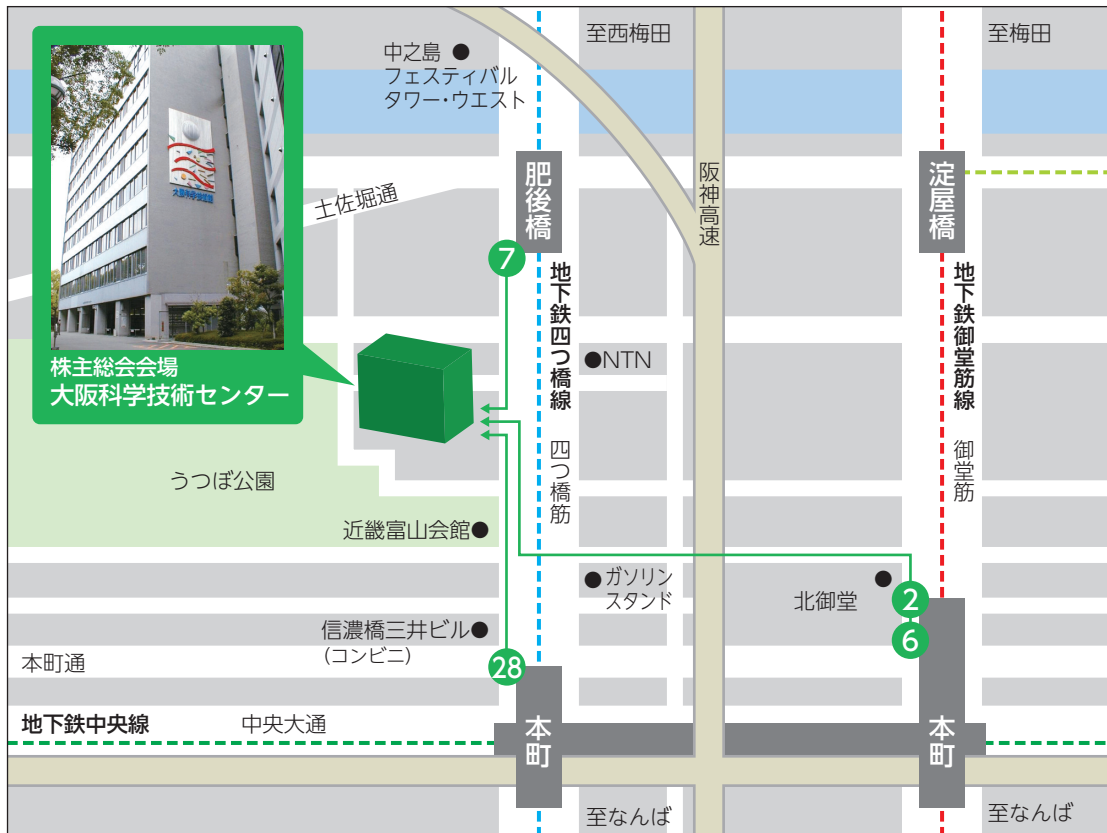 至西梅田
至梅田
中之島
フェスティバル
タワー・ウエスト
大阪科学技術館
肥後橋
淀屋橋
阪神高速
土佐堀通
7
地下鉄四つ橋線
地下鉄御堂筋線
株主総会会場
大阪科学技術センター
NTN
四つ橋筋
御堂筋
うつぼ公園
近畿富山会館
ガソリン
スタンド
北御堂
2
6
信濃橋三井ビル
(コンビニ)
28
本町通
地下鉄中央線
中央大通
本町
本町
至なんば
至なんば